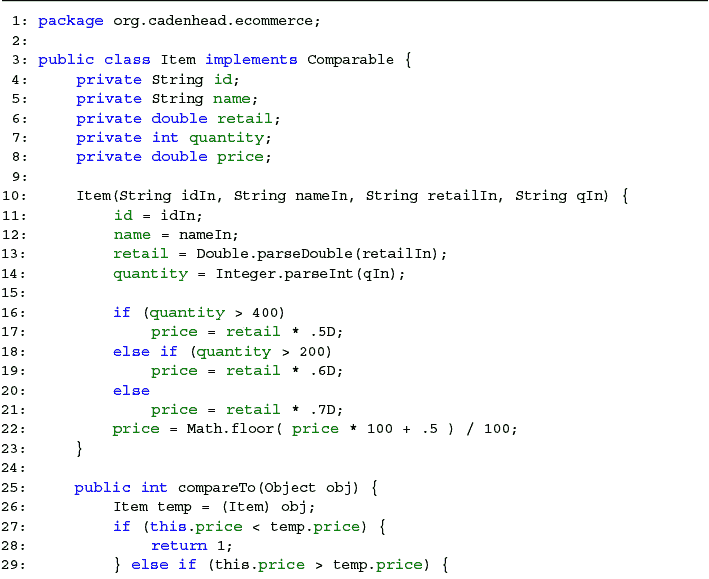 1: package org.cadenhead.ecommerce;
2:
3: public class Item implements Comparable {
4:     private String id;
5:     private String name;
6:     private double retail;
7:     private int quantity;
8:     private double price;
9:
10:     Item(String idIn, String nameIn, String retailIn, String qIn) {
11:         id = idIn;
12:         name = nameIn;
13:         retail = Double.parseDouble(retailIn);
14:         quantity = Integer.parseInt(qIn);
15:
16:         if (quantity > 400)
17:             price = retail * .5D;
18:         else if (quantity > 200)
19:             price = retail * .6D;
20:         else
21:             price = retail * .7D;
22:         price = Math.floor( price * 100 + .5 ) / 100;
23:     }
24:
25:     public int compareTo(Object obj) {
26:         Item temp = (Item) obj;
27:         if (this.price < temp.price) {
28:             return 1;
29:         } else if (this.price > temp.price) {